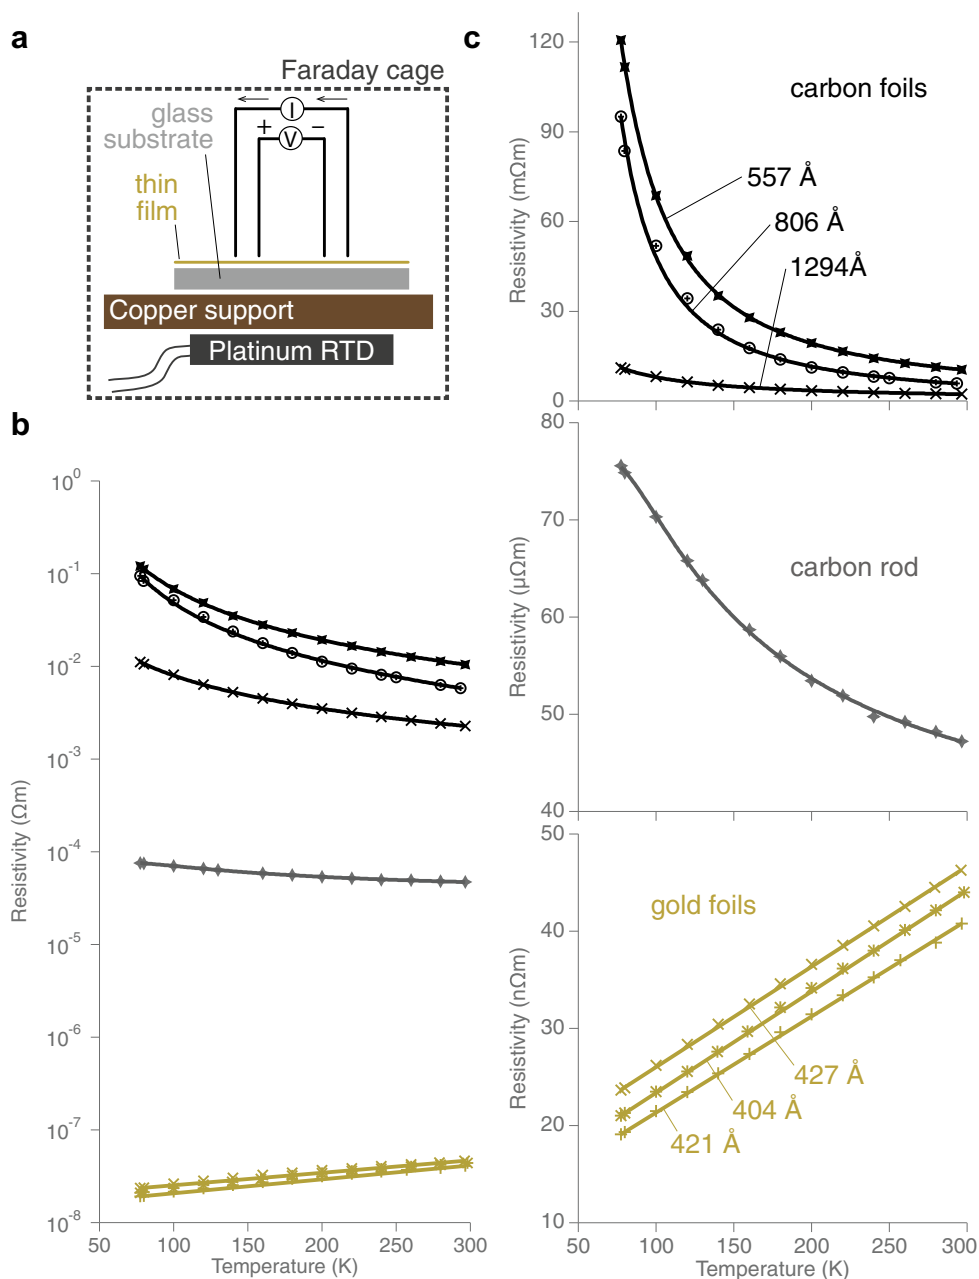 a
Faraday cage
glass
substrate
thin
film
I
+ V −
Copper support
Platinum RTD
b
10⁰
10⁻¹
10⁻²
10⁻³
10⁻⁴
10⁻⁵
10⁻⁶
10⁻⁷
10⁻⁸
Resistivity (Ωm)
50 100 150 200 250 300
Temperature (K)
c
120
90
60
30
0
Resistivity (mΩm)
carbon foils
557 Å
806 Å
1294Å
80
70
60
50
40
Resistivity (µΩm)
carbon rod
50
40
30
20
10
Resistivity (nΩm)
gold foils
427 Å
404 Å
421 Å
50 100 150 200 250 300
Temperature (K)